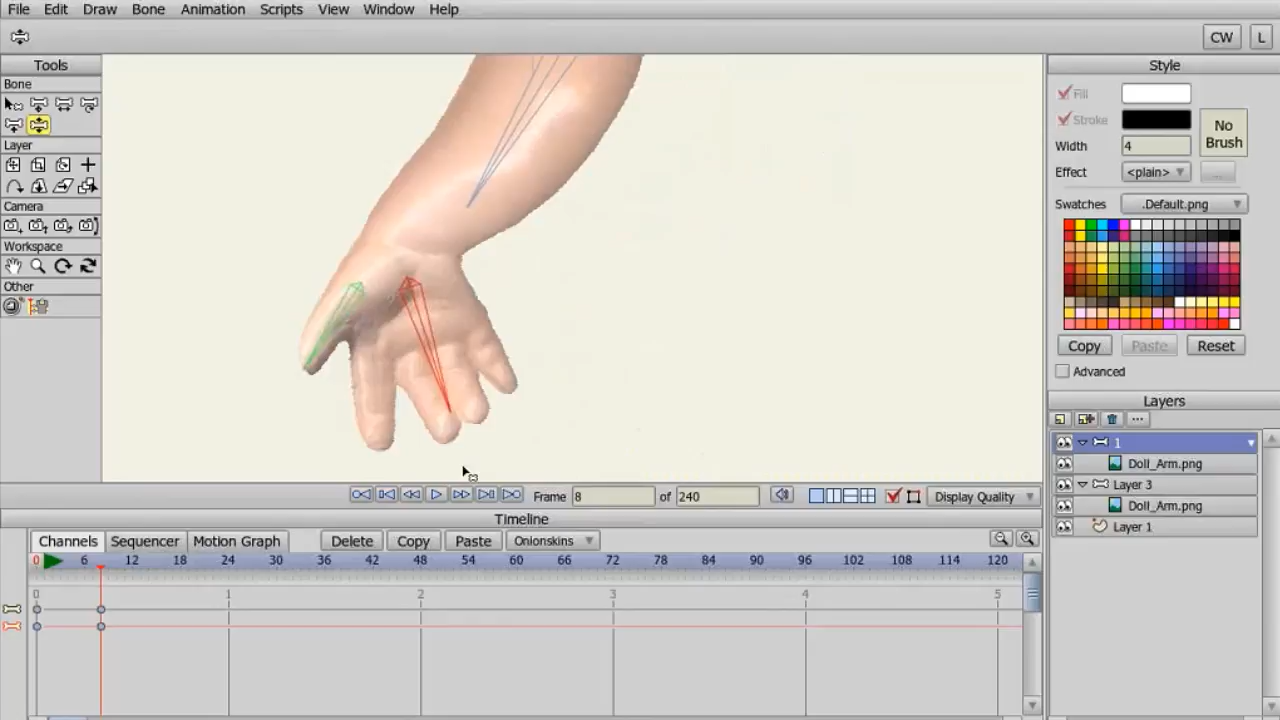 File Edit Draw Bone Animation Scripts View Window Help
CW L
Tools
Bone
Layer
Camera
Workspace
Other
Style
Fill
Stroke
No Brush
Width 4
Effect <plain> ...
Swatches .Default.png
Copy Paste Reset
Advanced
Layers
1
Doll_Arm.png
Layer 3
Doll_Arm.png
Layer 1
Frame 8 of 240 Display Quality
Timeline
Channels Sequencer Motion Graph Delete Copy Paste Onionskins
0 6 12 18 24 30 36 42 48 54 60 66 72 78 84 90 96 102 108 114 120
0 1 2 3 4 5